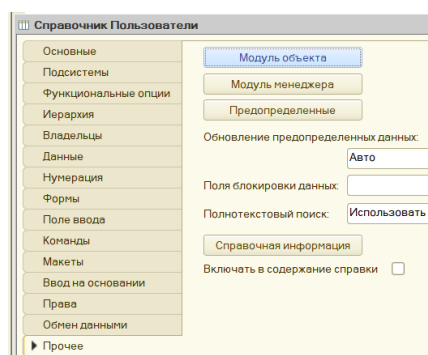 Справочник Пользователи
Основные
Подсистемы
Функциональные опции
Иерархия
Владельцы
Данные
Нумерация
Формы
Поле ввода
Команды
Макеты
Ввод на основании
Права
Обмен данными
Прочее
Модуль объекта
Модуль менеджера
Предопределенные
Обновление предопределенных данных:
Авто
Поля блокировки данных:
Полнотекстовый поиск: Использовать
Справочная информация
Включать в содержание справки